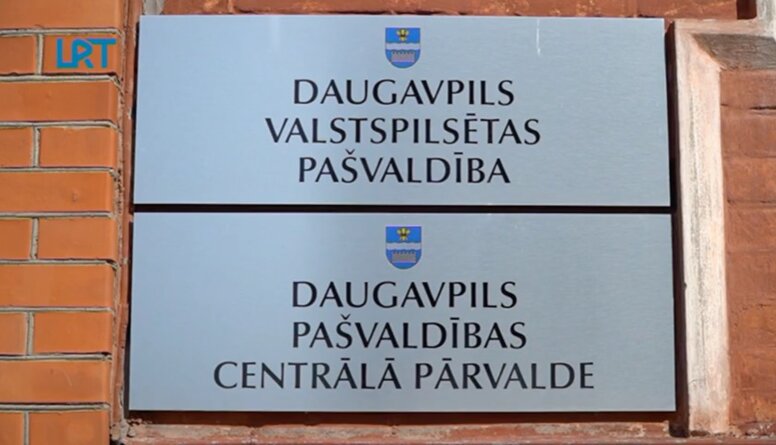 LRT
DAUGAVPILS
VALSTSPILSĒTAS
PAŠVALDĪBA
DAUGAVPILS
PAŠVALDĪBAS
CENTRĀLĀ PĀRVALDE